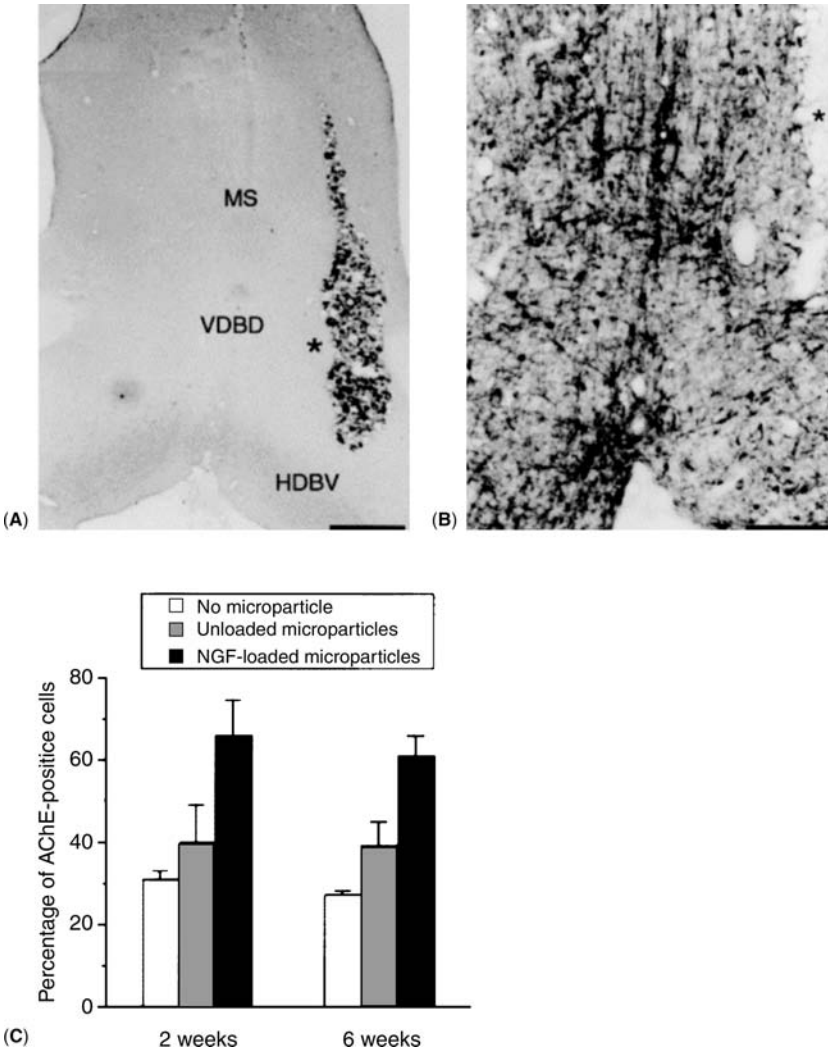 MS
VDBD
*
HDBV
(A)
*
(B)
No microparticle
Unloaded microparticles
NGF-loaded microparticles
80
60
40
20
0
Percentage of AChE-positice cells
2 weeks
6 weeks
(C)